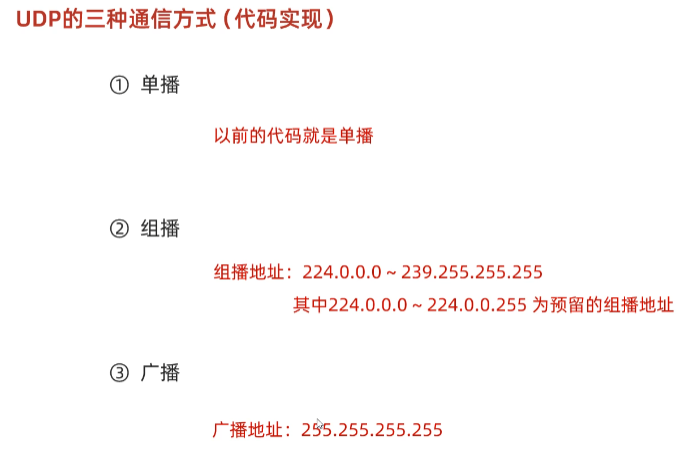 UDP的三种通信方式（代码实现）
① 单播
以前的代码就是单播
② 组播
组播地址：224.0.0.0 ~ 239.255.255.255
其中224.0.0.0 ~ 224.0.0.255 为预留的组播地址
③ 广播
广播地址：255.255.255.255